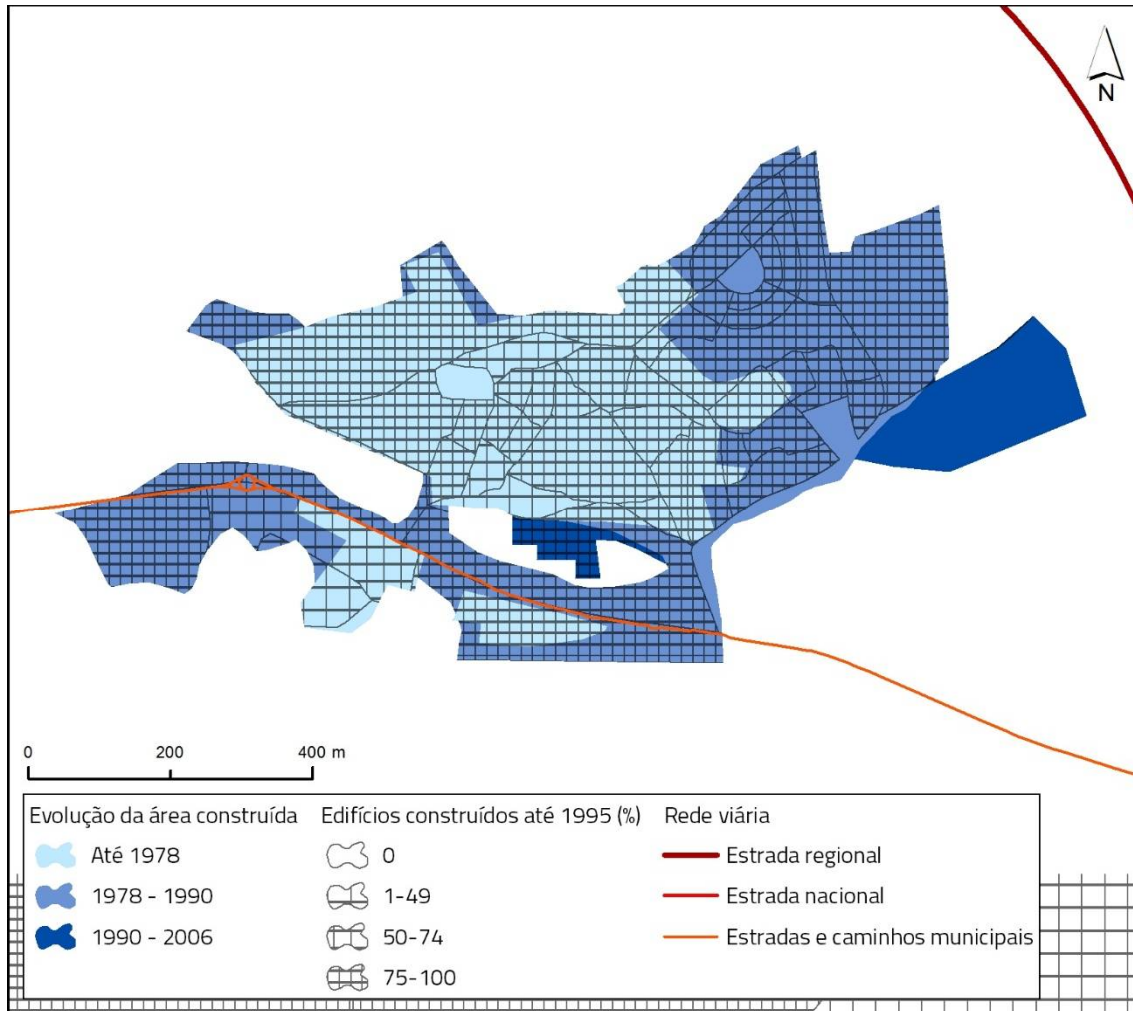 N
0 200 400 m
Evolução da área construída
Até 1978
1978 - 1990
1990 - 2006
Edifícios construídos até 1995 (%)
0
1-49
50-74
75-100
Rede viária
Estrada regional
Estrada nacional
Estradas e caminhos municipais